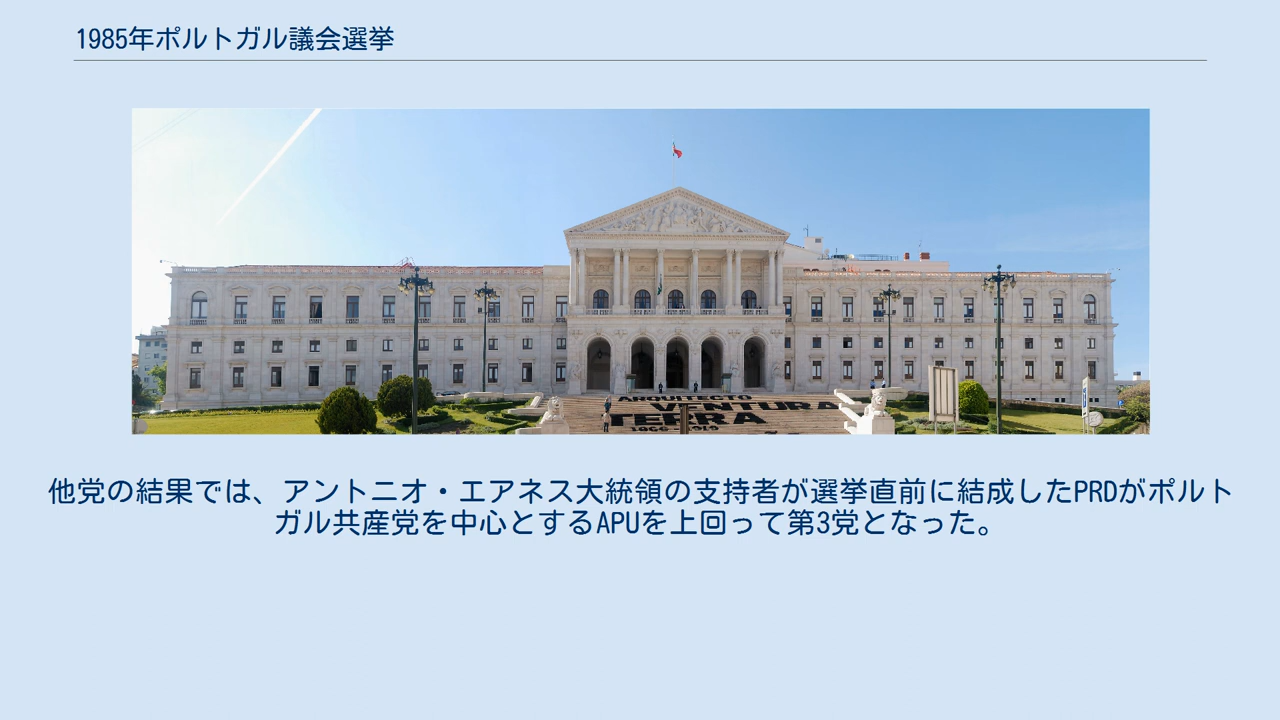 1985年ポルトガル議会選挙
ARQUITECTO
VENTURA
TERRA
他党の結果では、アントニオ・エアネス大統領の支持者が選挙直前に結成したPRDがポルト
ガル共産党を中心とするAPUを上回って第3党となった。